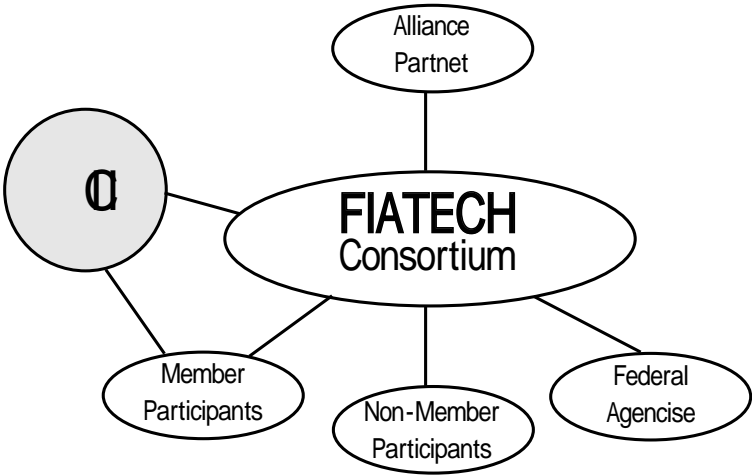 Alliance
Partnet
FIATECH
Consortium
Member
Participants
Non-Member
Participants
Federal
Agencise